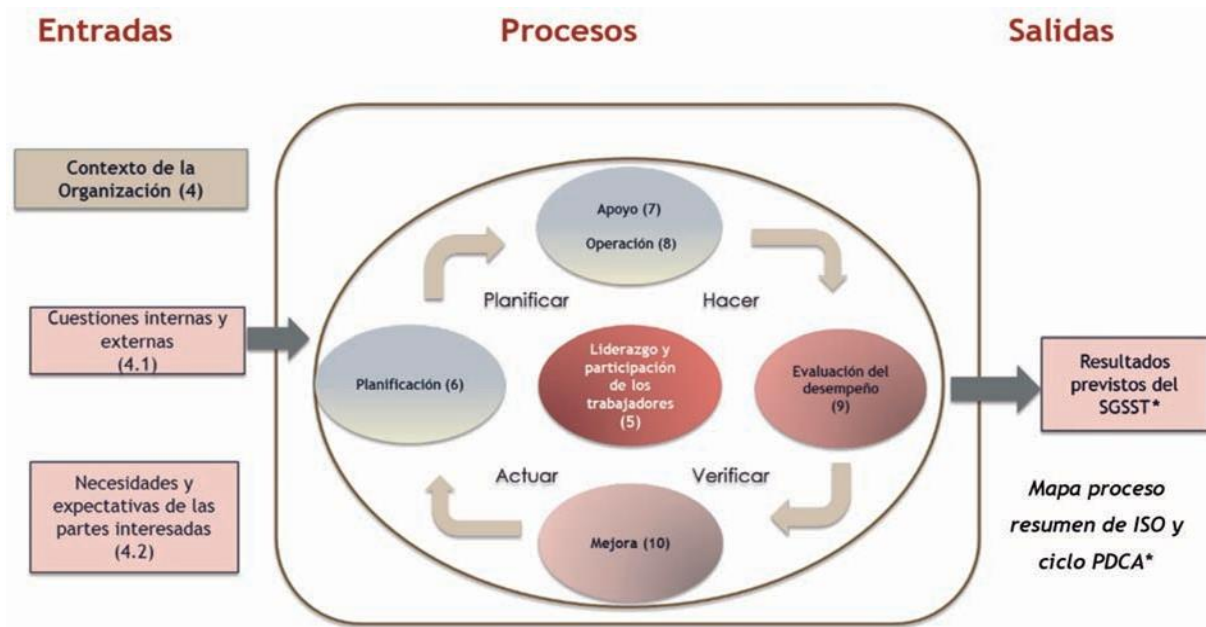 Entradas
Procesos
Salidas
Contexto de la
Organización (4)
Cuestiones internas y
externas
(4.1)
Necesidades y
expectativas de las
partes interesadas
(4.2)
Apoyo (7)
Operación (8)
Planificar
Hacer
Planificación (6)
Liderazgo y
participación
de los
trabajadores
(5)
Evaluación del
desempeño
(9)
Actuar
Verificar
Mejora (10)
Resultados
previstos del
SGSST*
Mapa proceso
resumen de ISO y
ciclo PDCA*